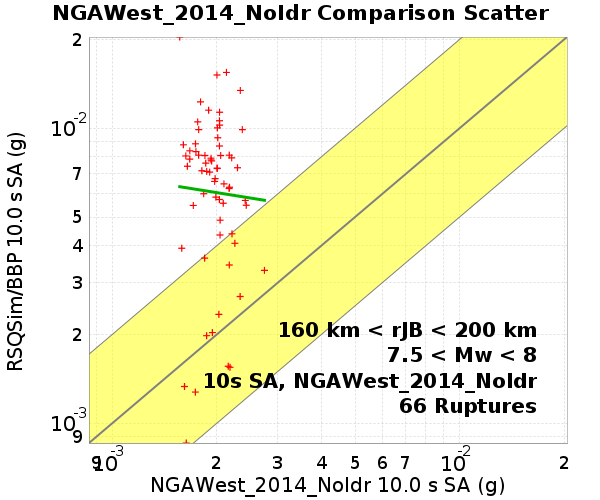 NGAWest_2014_NoIdr Comparison Scatter
RSQSim/BBP 10.0 s SA (g)
2
10-2
7
5
4
3
2
10-3
9
160 km < rJB < 200 km
7.5 < Mw < 8
10s SA, NGAWest_2014_NoIdr
66 Ruptures
9 10-3 2 3 4 5 6 7 10-2 2
NGAWest_2014_NoIdr 10.0 s SA (g)